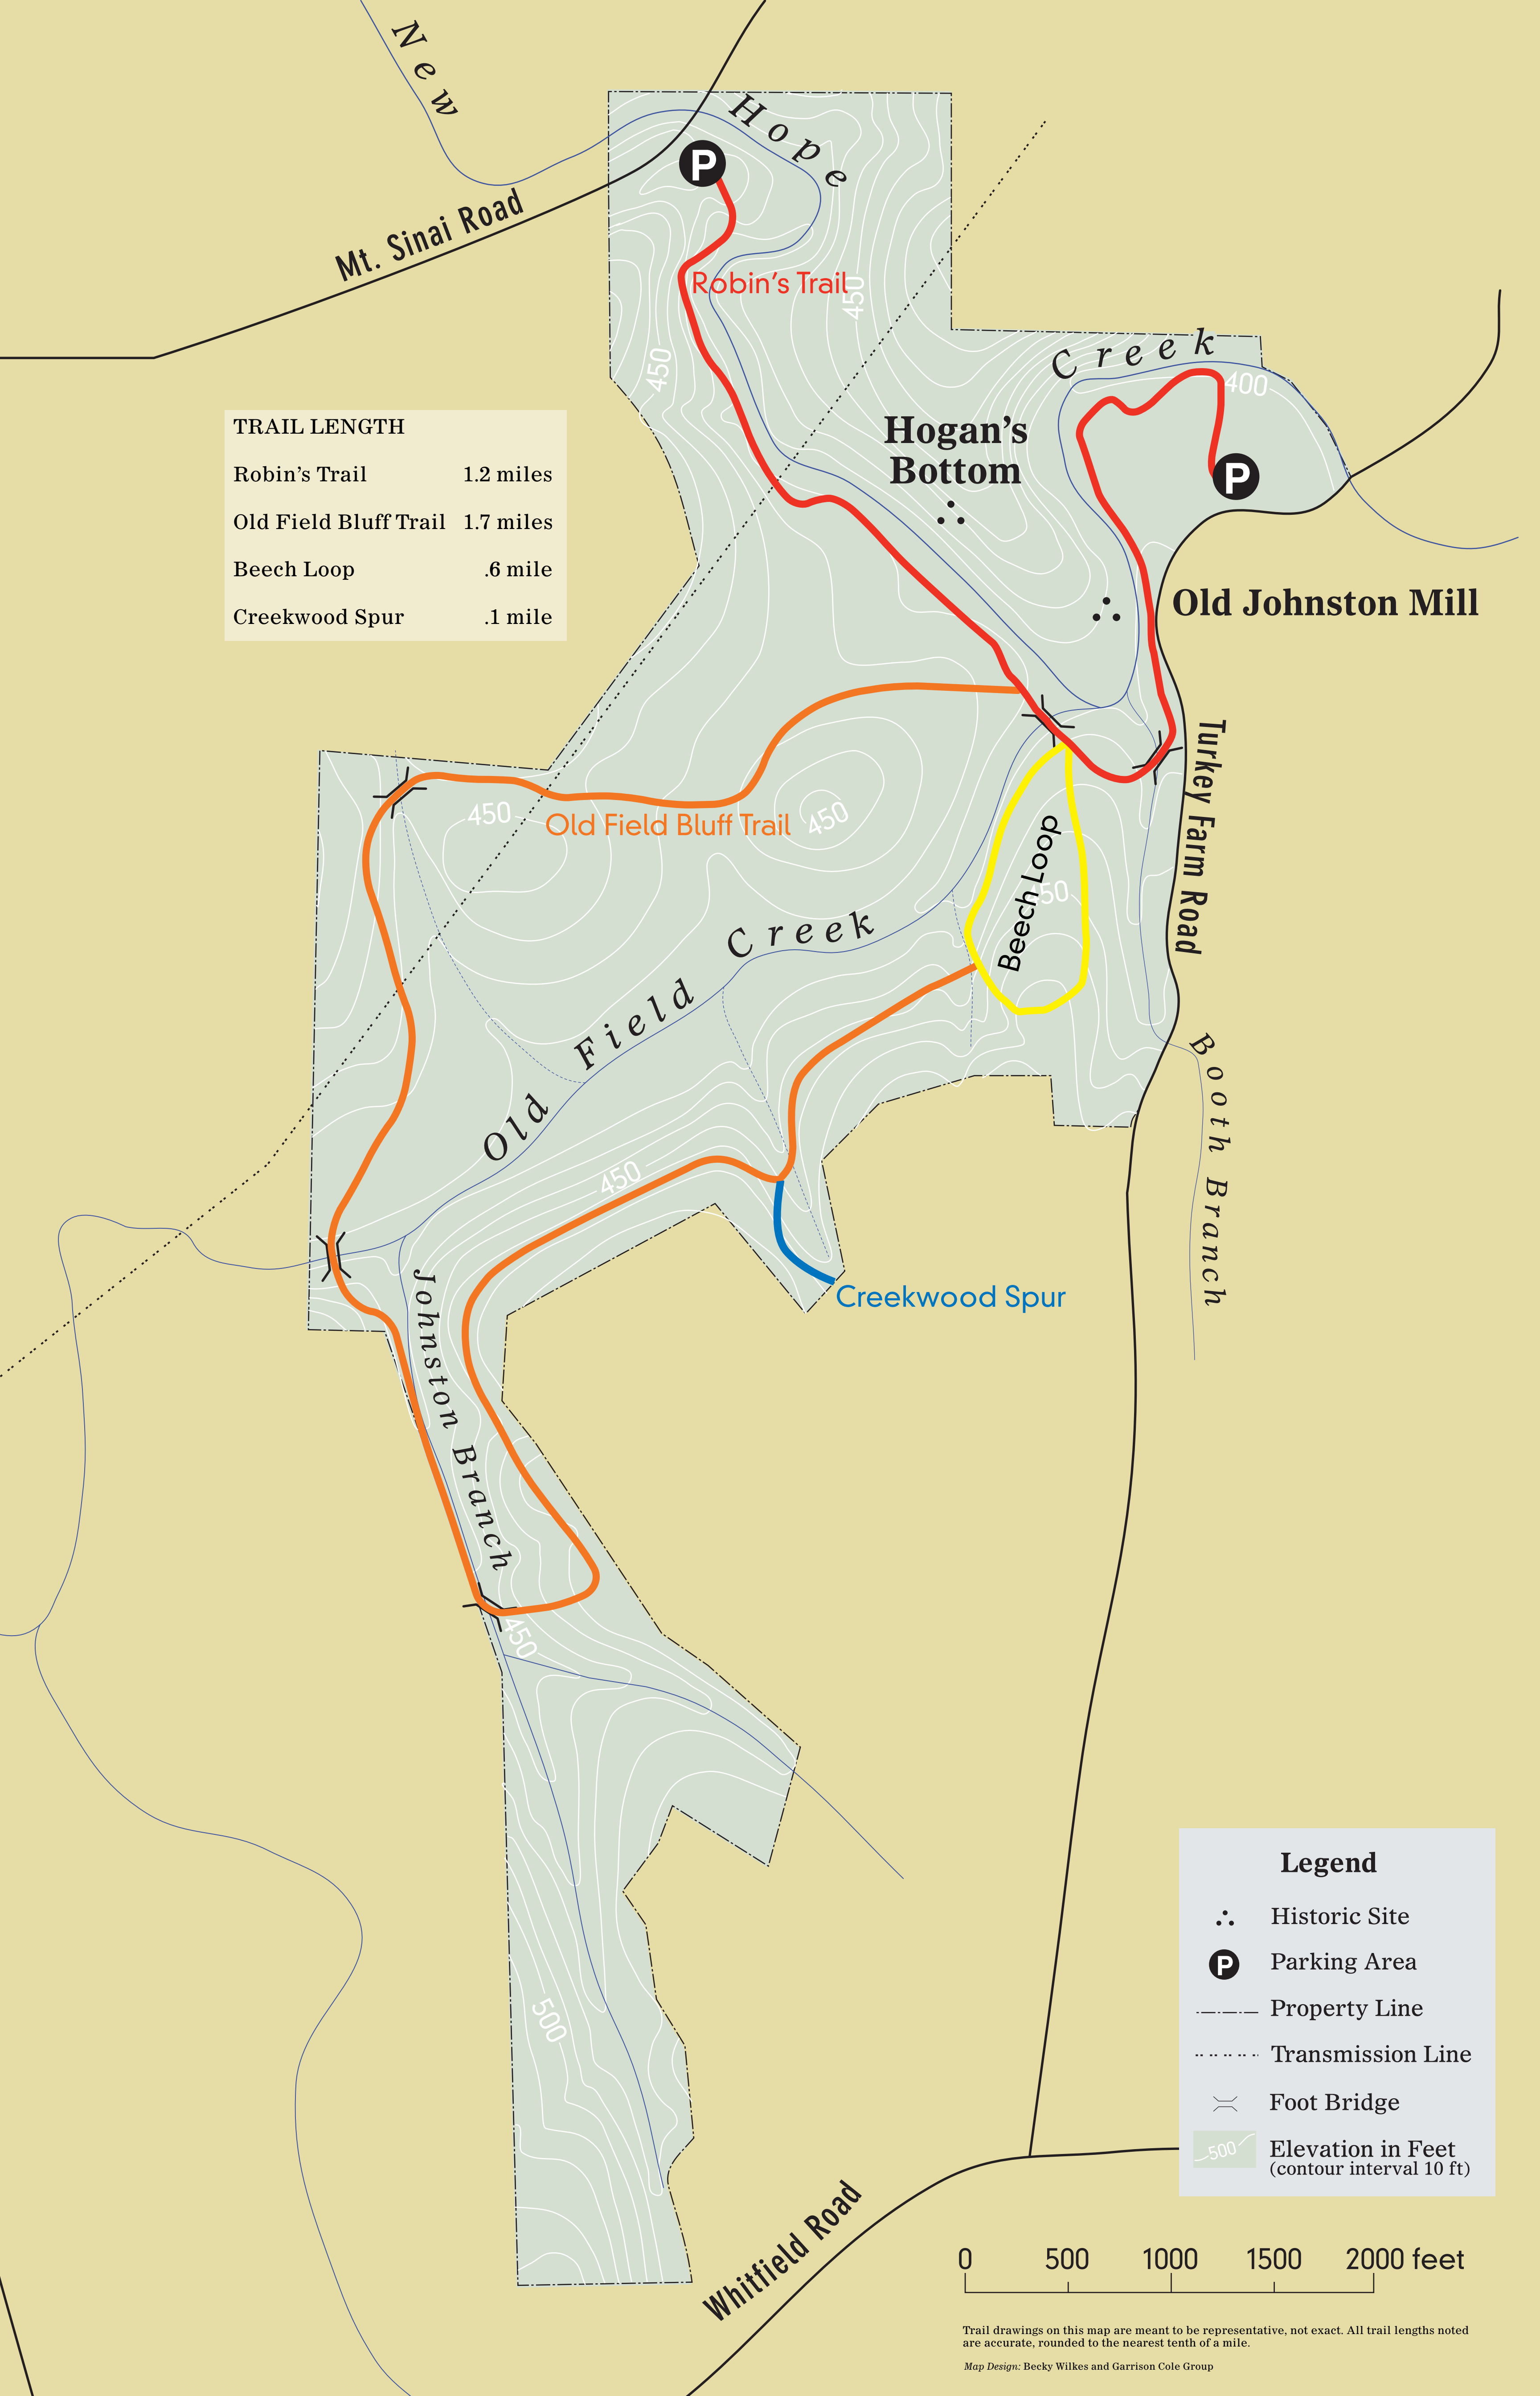 New
Hope
Creek
P
Mt. Sinai Road
Robin's Trail
450
450
400
Hogan's
Bottom
P
TRAIL LENGTH
Robin's Trail 1.2 miles
Old Field Bluff Trail 1.7 miles
Beech Loop .6 mile
Creekwood Spur .1 mile
Old Johnston Mill
Turkey Farm Road
450
Old Field Bluff Trail
450
Beech Loop
450
Old Field Creek
Booth Branch
450
Creekwood Spur
Johnston Branch
450
500
Whitfield Road
Legend
Historic Site
P Parking Area
Property Line
Transmission Line
Foot Bridge
500 Elevation in Feet
(contour interval 10 ft)
0 500 1000 1500 2000 feet
Trail drawings on this map are meant to be representative, not exact. All trail lengths noted
are accurate, rounded to the nearest tenth of a mile.
Map Design: Becky Wilkes and Garrison Cole Group